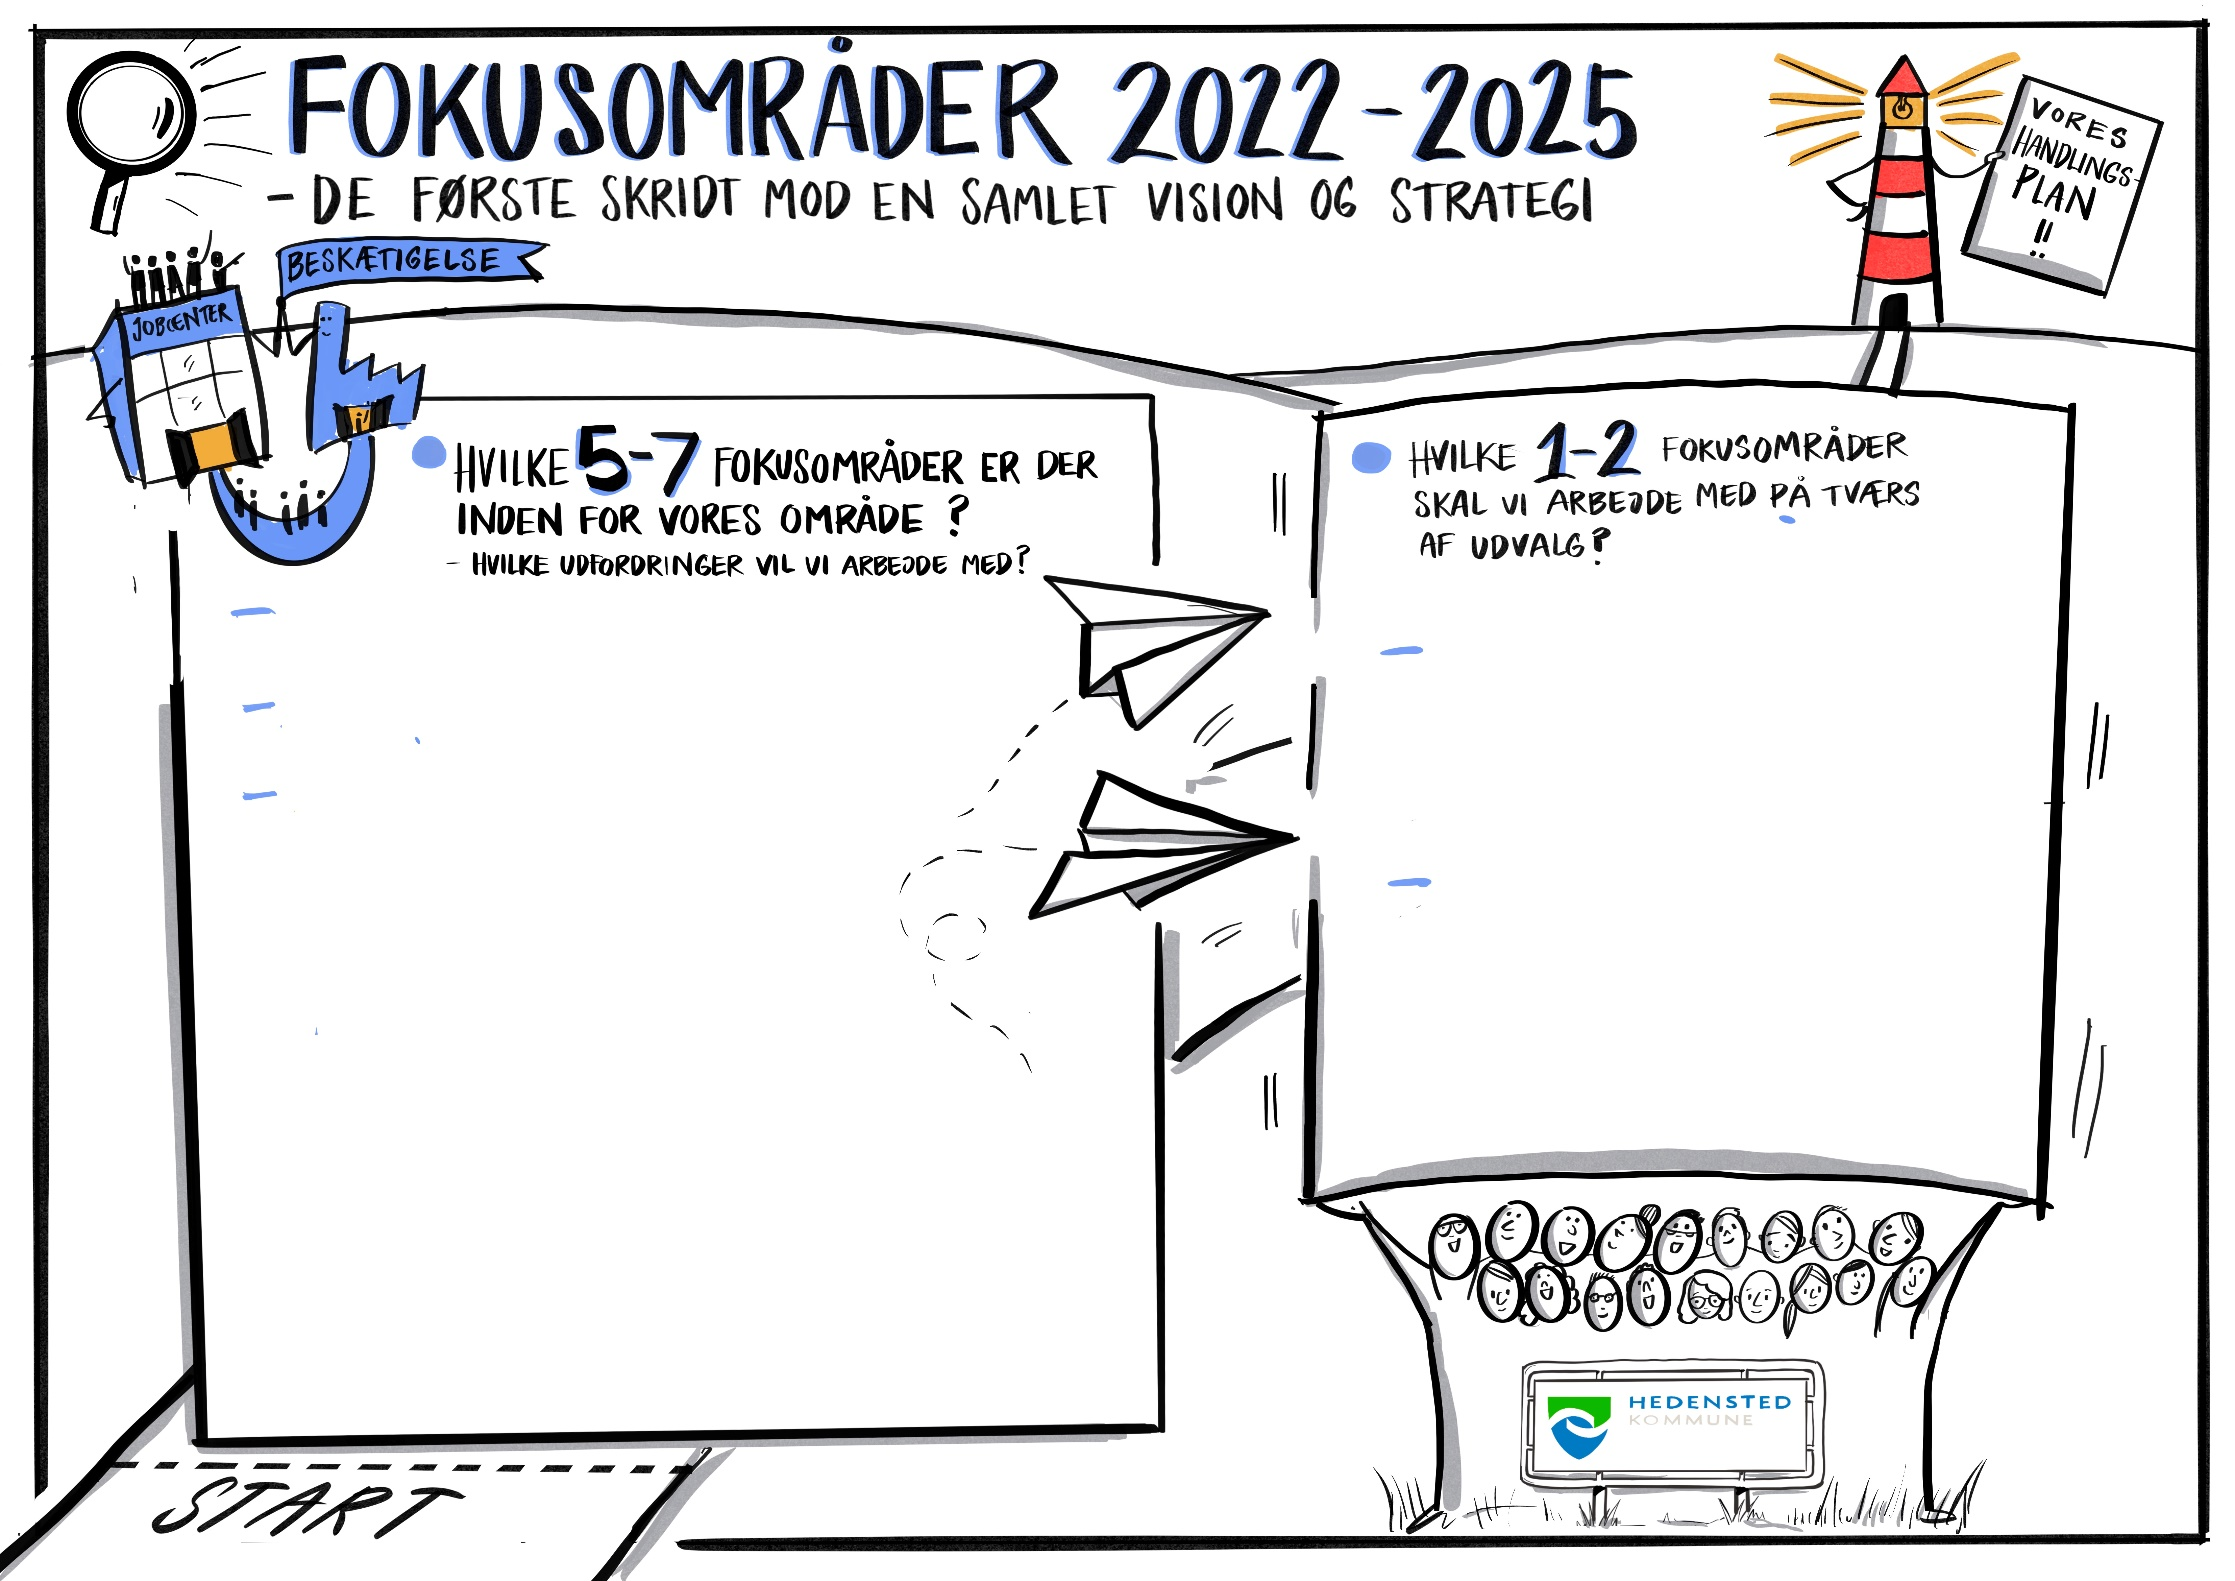 FOKUSOMRÅDER 2022-2025
- DE FØRSTE SKRIDT MOD EN SAMLET VISION OG STRATEGI
VORES
HANDLINGS-
PLAN
!!
BESKÆTIGELSE
JOBCENTER
HVILKE 5-7 FOKUSOMRÅDER ER DER
INDEN FOR VORES OMRÅDE ?
- HVILKE UDFORDRINGER VIL VI ARBEJDE MED?
HVILKE 1-2 FOKUSOMRÅDER
SKAL VI ARBEJDE MED PÅ TVÆRS
AF UDVALG?
HEDENSTED
KOMMUNE
START